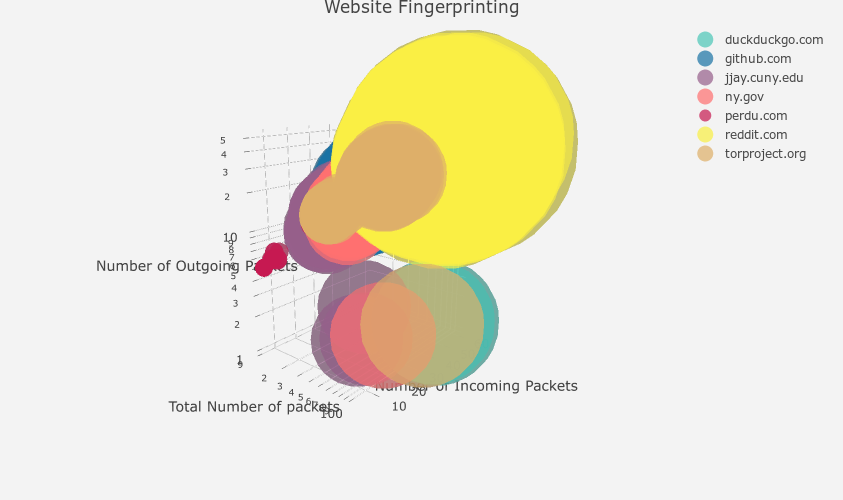 Website Fingerprinting
duckduckgo.com
github.com
jjay.cuny.edu
ny.gov
perdu.com
reddit.com
torproject.org
5
4
3
2
10
9
8
7
6
5
4
3
2
1
9
2
3
4
5
6
100
10
20
Number of Outgoing Packets
Total Number of packets
Number of Incoming Packets